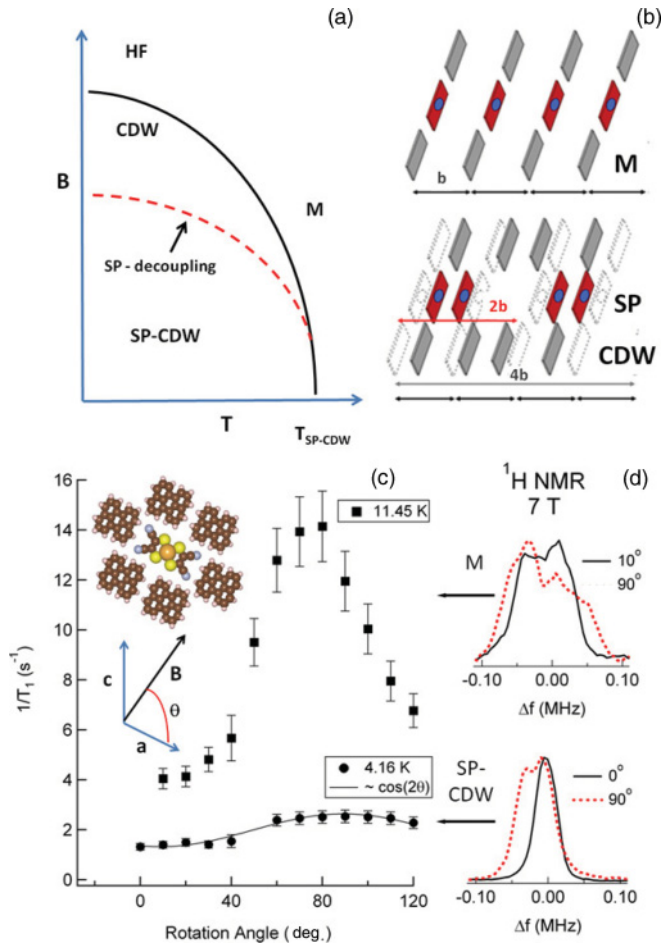 (a)
HF
CDW
B
M
SP - decoupling
SP-CDW
T
T_SP-CDW
(b)
M
b
SP
2b
CDW
4b
(c)
16
14
12
10
8
6
4
2
0
1/T₁ (s⁻¹)
11.45 K
c
B
θ
a
4.16 K
~ cos(2θ)
0
40
80
120
Rotation Angle (deg.)
(d)
¹H NMR
7 T
M
10°
90°
-0.10
0.00
0.10
Δf (MHz)
SP-
CDW
0°
90°
-0.10
0.00
0.10
Δf (MHz)